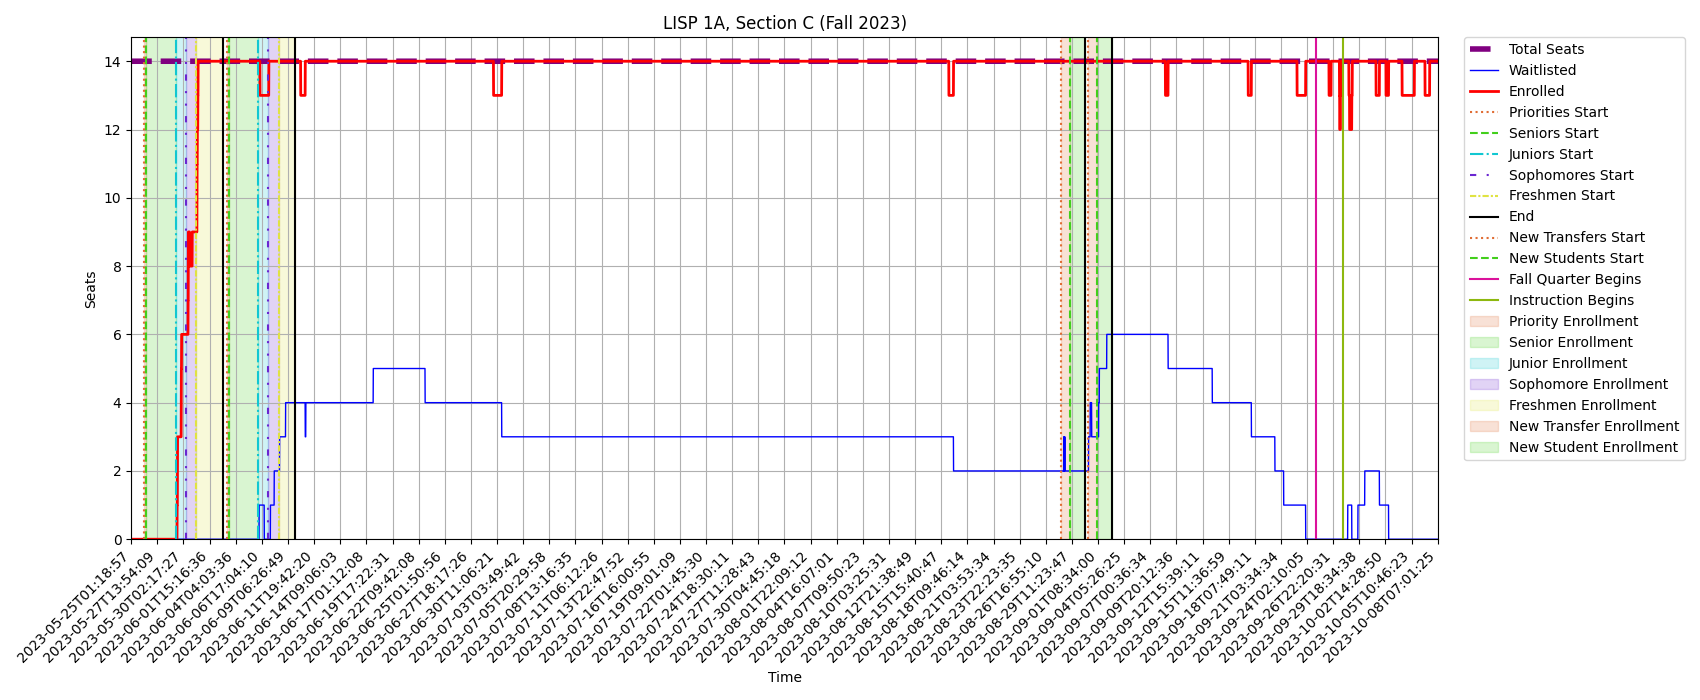 LISP 1A, Section C (Fall 2023)
14
12
10
8
6
4
2
0
Seats
2023-05-25T01:18:57
2023-05-27T13:54:09
2023-05-30T02:17:27
2023-06-01T15:16:36
2023-06-04T04:03:36
2023-06-06T17:04:10
2023-06-09T06:26:49
2023-06-11T19:42:20
2023-06-14T09:06:03
2023-06-17T01:12:08
2023-06-19T17:22:31
2023-06-22T09:42:08
2023-06-25T01:50:56
2023-06-27T18:17:26
2023-06-30T11:06:21
2023-07-03T03:49:42
2023-07-05T20:29:58
2023-07-08T13:16:35
2023-07-11T06:12:26
2023-07-13T22:47:52
2023-07-16T16:00:55
2023-07-19T09:01:09
2023-07-22T01:45:30
2023-07-24T18:30:11
2023-07-27T11:28:43
2023-07-30T04:45:18
2023-08-01T22:09:12
2023-08-04T16:07:01
2023-08-07T09:50:23
2023-08-10T03:25:31
2023-08-12T21:38:49
2023-08-15T15:40:47
2023-08-18T09:46:14
2023-08-21T03:53:34
2023-08-23T22:23:35
2023-08-26T16:55:10
2023-08-29T11:23:47
2023-09-01T08:34:00
2023-09-04T05:26:25
2023-09-07T00:36:34
2023-09-09T20:12:36
2023-09-12T15:39:11
2023-09-15T11:36:59
2023-09-18T07:49:11
2023-09-21T03:34:34
2023-09-24T02:10:05
2023-09-26T22:20:31
2023-09-29T18:34:38
2023-10-02T14:28:50
2023-10-05T10:46:23
2023-10-08T07:01:25
Time
Total Seats
Waitlisted
Enrolled
Priorities Start
Seniors Start
Juniors Start
Sophomores Start
Freshmen Start
End
New Transfers Start
New Students Start
Fall Quarter Begins
Instruction Begins
Priority Enrollment
Senior Enrollment
Junior Enrollment
Sophomore Enrollment
Freshmen Enrollment
New Transfer Enrollment
New Student Enrollment